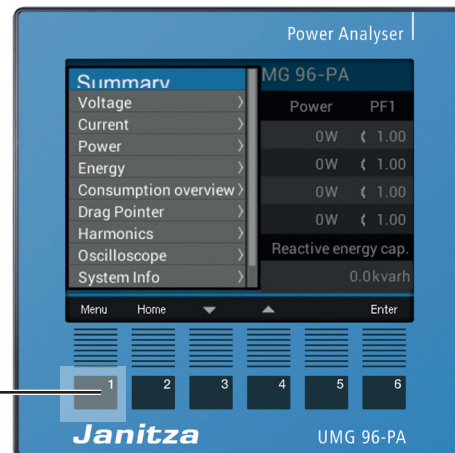 Power Analyser
Summary
MG 96-PA
Voltage
Current
Power
Energy
Consumption overview
Drag Pointer
Harmonics
Oscilloscope
System Info
Power PF1
0W 1.00
0W 1.00
0W 1.00
0W 1.00
Reactive energy cap.
0.0kvarh
Menu Home Enter
1 2 3 4 5 6
Janitza
UMG 96-PA